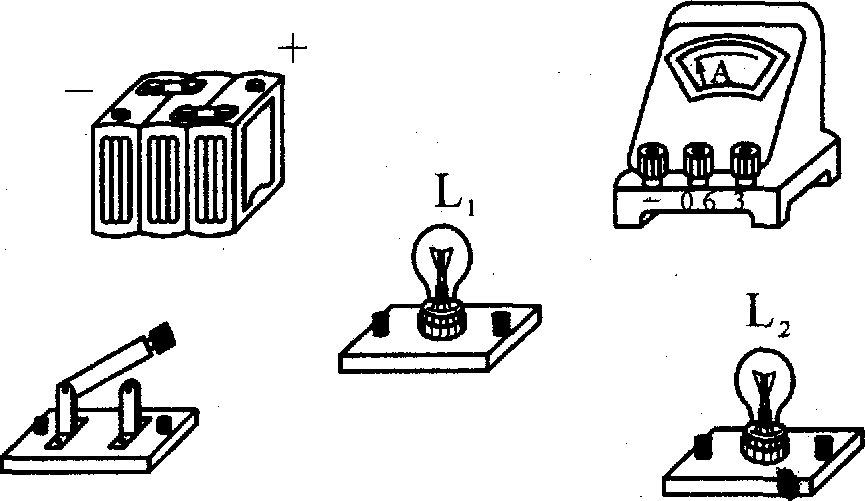 − +
A
− 0.6 3
L₁
L₂